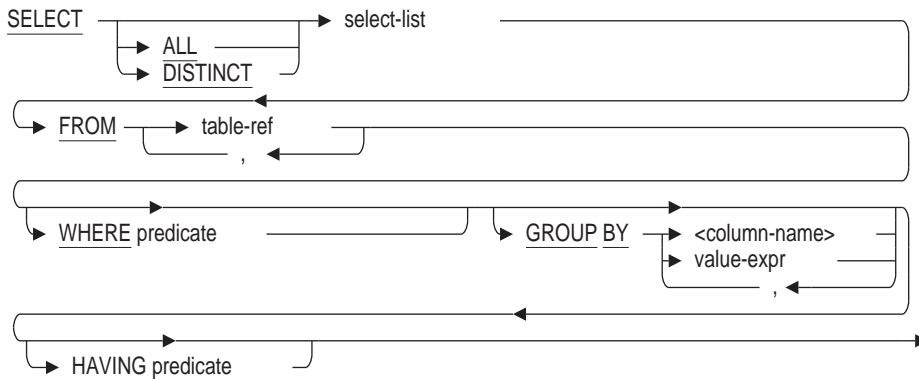 SELECT select-list
ALL
DISTINCT
FROM table-ref
,
WHERE predicate GROUP BY <column-name>
value-expr
,
HAVING predicate